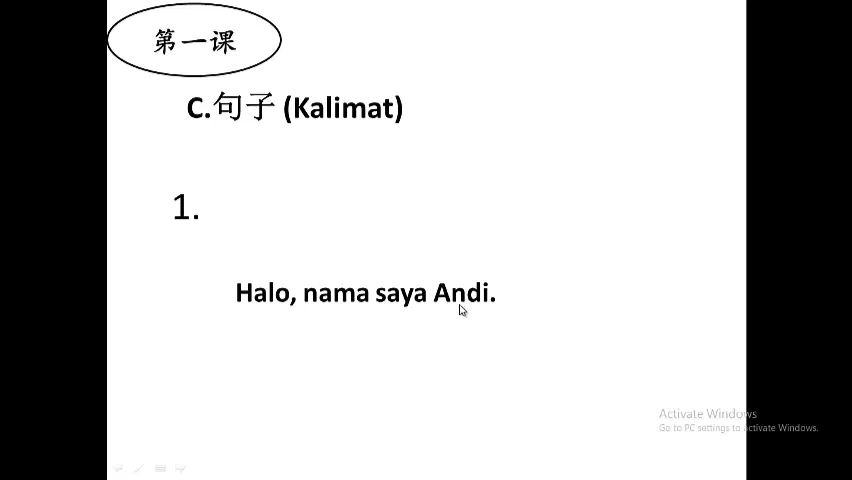 第一课
C.句子 (Kalimat)
1.
Halo, nama saya Andi.
Activate Windows
Go to PC settings to activate Windows.